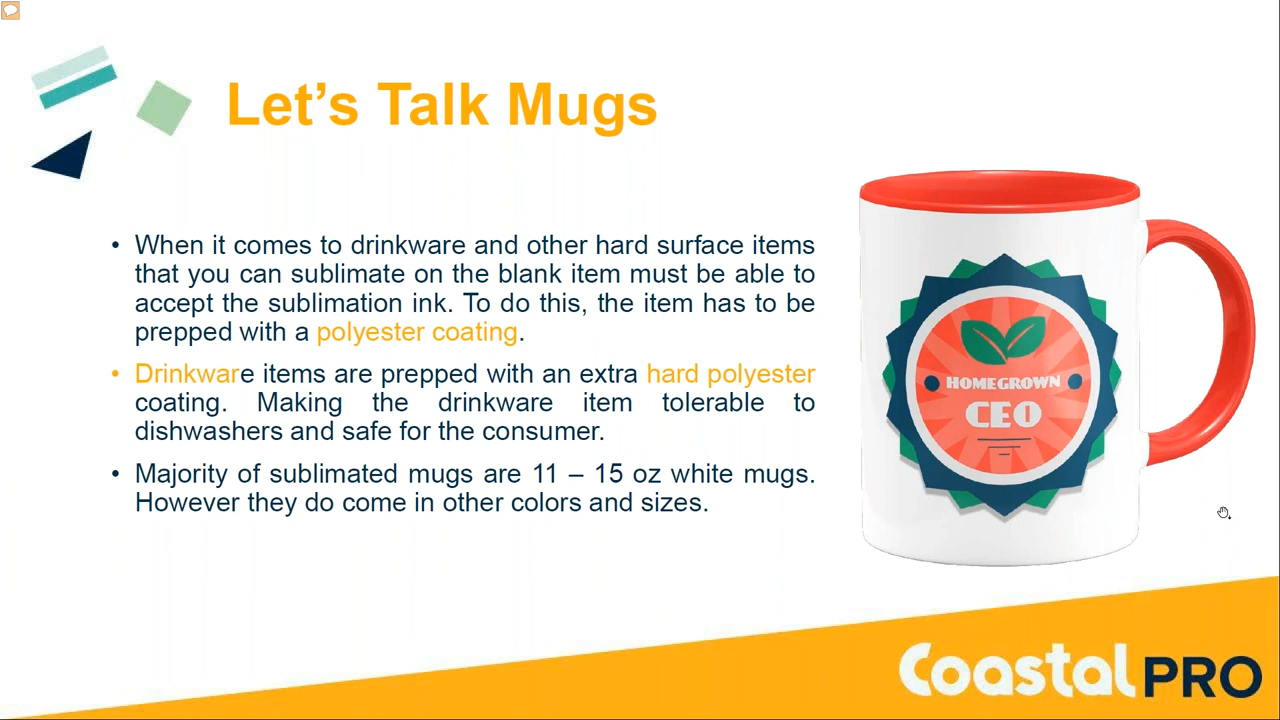 Let’s Talk Mugs
• When it comes to drinkware and other hard surface items
that you can sublimate on the blank item must be able to
accept the sublimation ink. To do this, the item has to be
prepped with a polyester coating.
• Drinkware items are prepped with an extra hard polyester
coating. Making the drinkware item tolerable to
dishwashers and safe for the consumer.
• Majority of sublimated mugs are 11 – 15 oz white mugs.
However they do come in other colors and sizes.
HOMEGROWN
CEO
Coastal PRO